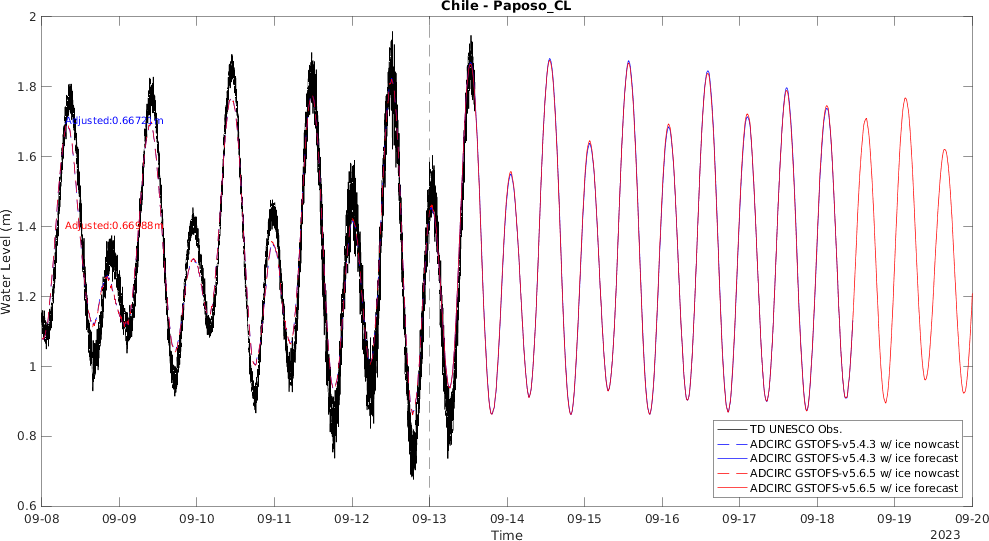 Chile - Paposo_CL
2
1.8
1.6
1.4
1.2
1
0.8
0.6
Water Level (m)
Adjusted:0.66721m
Adjusted:0.66988m
TD UNESCO Obs.
ADCIRC GSTOFS-v5.4.3 w/ ice nowcast
ADCIRC GSTOFS-v5.4.3 w/ ice forecast
ADCIRC GSTOFS-v5.6.5 w/ ice nowcast
ADCIRC GSTOFS-v5.6.5 w/ ice forecast
09-08 09-09 09-10 09-11 09-12 09-13 09-14 09-15 09-16 09-17 09-18 09-19 09-20
Time
2023